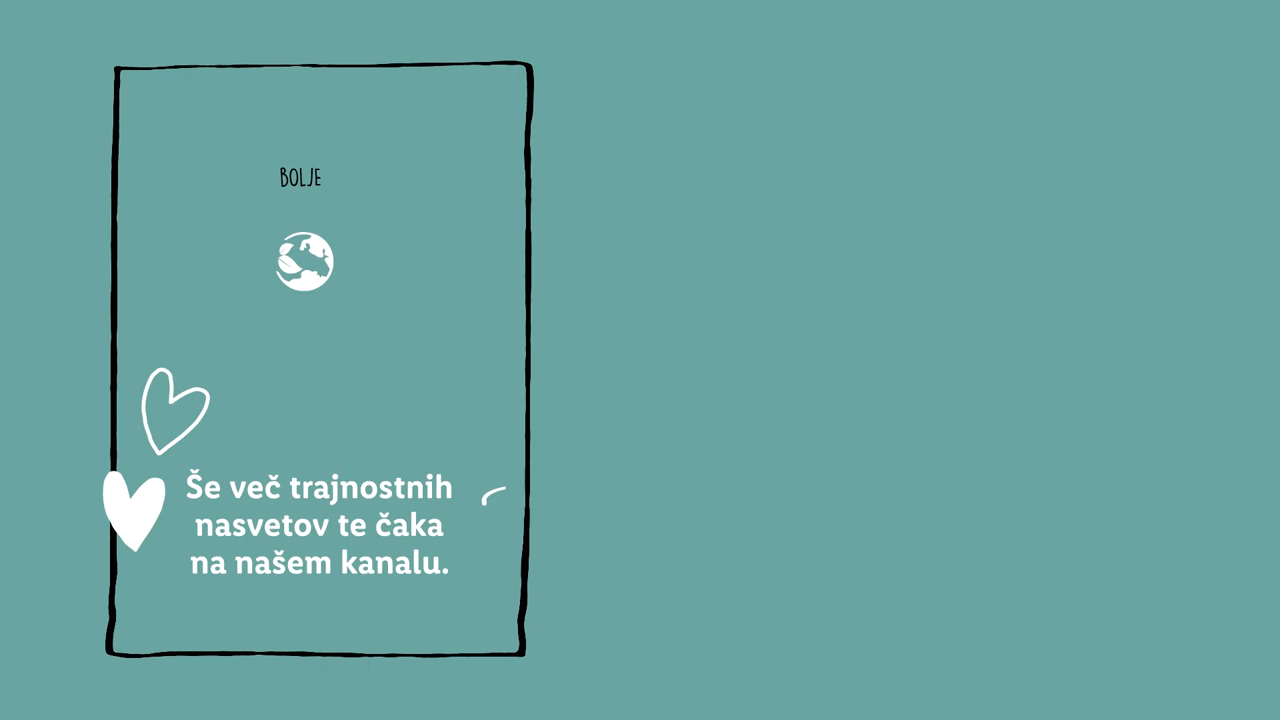 BOLJE
Še več trajnostnih
nasvetov te čaka
na našem kanalu.